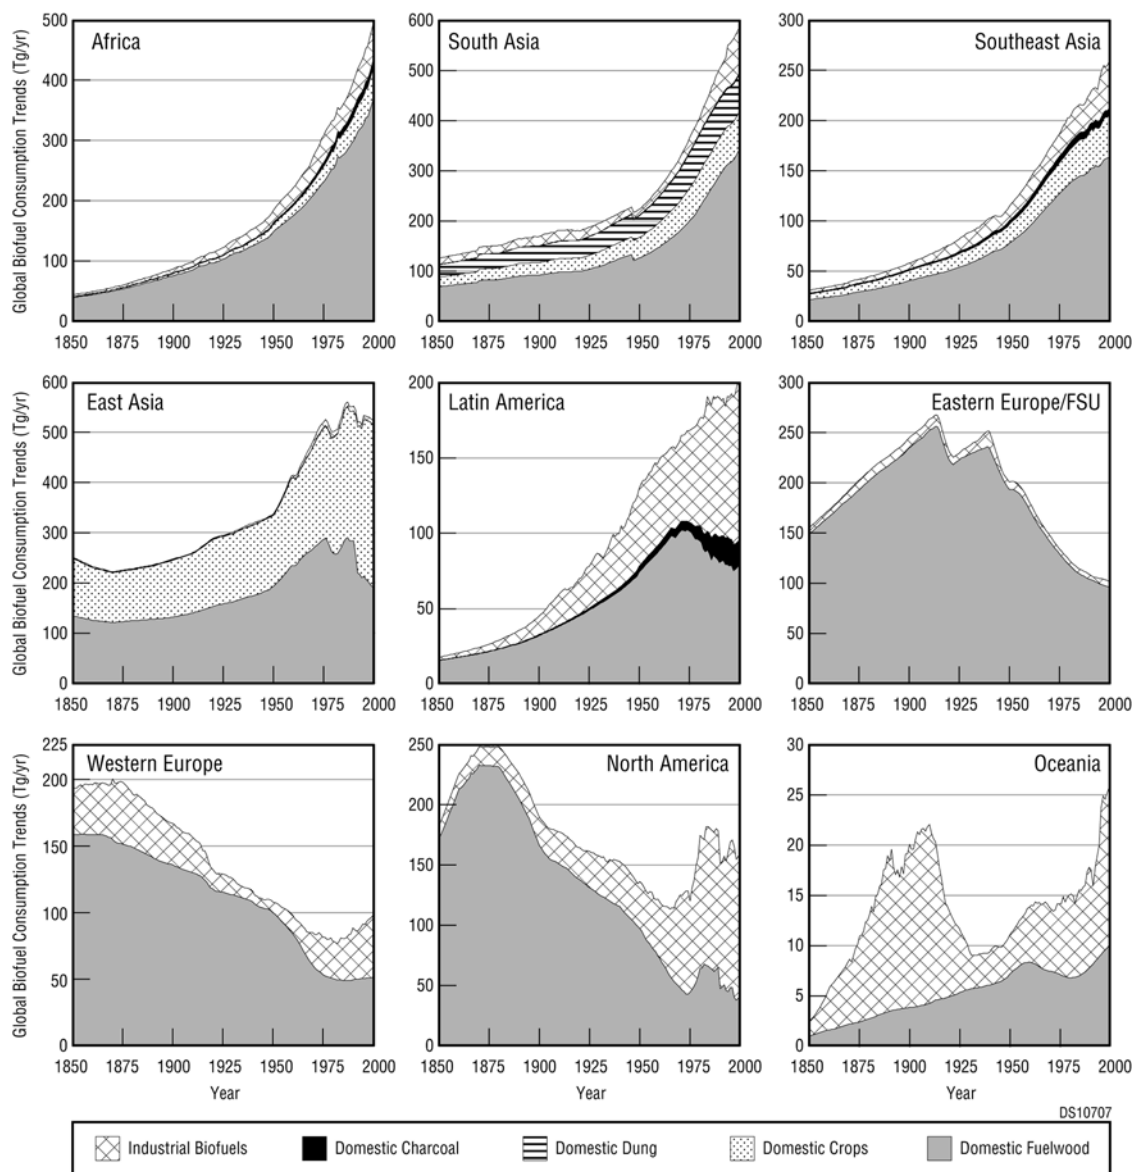 Global Biofuel Consumption Trends (Tg/yr)
500
400
300
200
100
0
Africa
1850 1875 1900 1925 1950 1975 2000
600
500
400
300
200
100
0
South Asia
1850 1875 1900 1925 1950 1975 2000
300
250
200
150
100
50
0
Southeast Asia
1850 1875 1900 1925 1950 1975 2000
Global Biofuel Consumption Trends (Tg/yr)
600
500
400
300
200
100
0
East Asia
1850 1875 1900 1925 1950 1975 2000
200
150
100
50
0
Latin America
1850 1875 1900 1925 1950 1975 2000
300
250
200
150
100
50
0
Eastern Europe/FSU
1850 1875 1900 1925 1950 1975 2000
Global Biofuel Consumption Trends (Tg/yr)
225
200
150
100
50
0
Western Europe
1850 1875 1900 1925 1950 1975 2000
Year
250
200
150
100
50
0
North America
1850 1875 1900 1925 1950 1975 2000
Year
30
25
20
15
10
5
0
Oceania
1850 1875 1900 1925 1950 1975 2000
Year
DS10707
Industrial Biofuels Domestic Charcoal Domestic Dung Domestic Crops Domestic Fuelwood